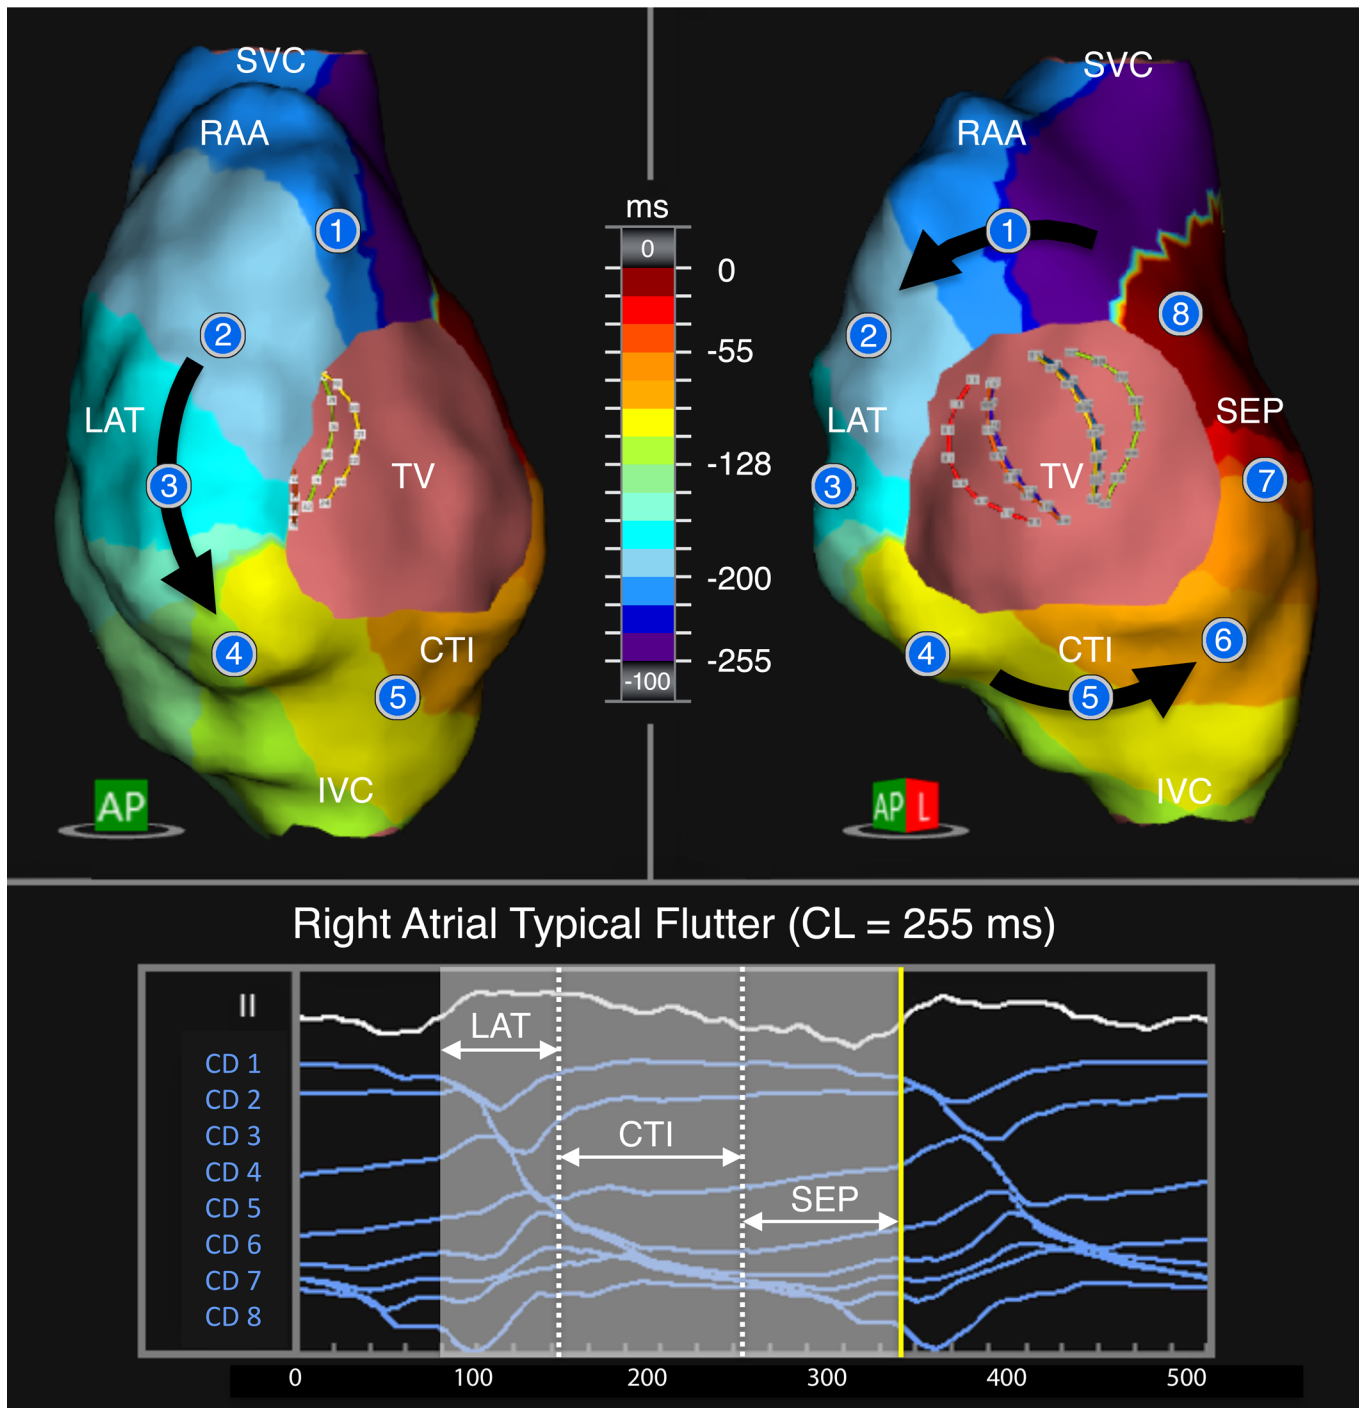 SVC
RAA
1
2
LAT
3
TV
4
CTI
5
IVC
AP
ms
0
0
-55
-128
-200
-255
-100
SVC
RAA
1
8
2
SEP
LAT
TV
7
3
6
4
CTI
5
IVC
AP L
Right Atrial Typical Flutter (CL = 255 ms)
II
LAT
CD 1
CD 2
CD 3
CTI
CD 4
CD 5
SEP
CD 6
CD 7
CD 8
0 100 200 300 400 500